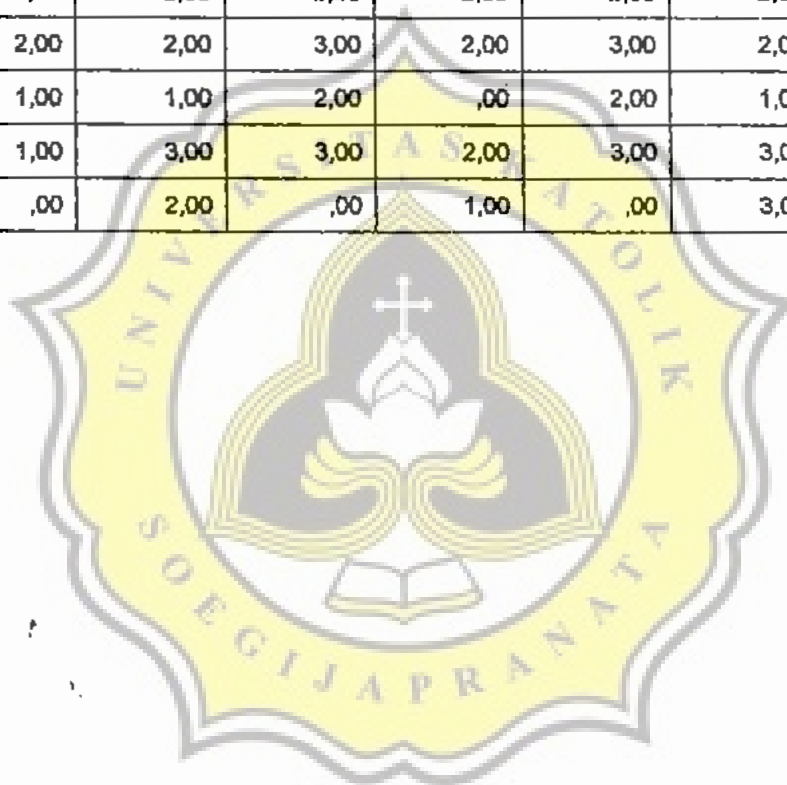 2,00 2,00 3,00 2,00 3,00
1,00 1,00 2,00 ,00 2,00
1,00 3,00 3,00 2,00 3,00
,00 2,00 ,00 1,00 ,00
UNIVERSITAS KATOLIK
SOEGIJAPRANATA